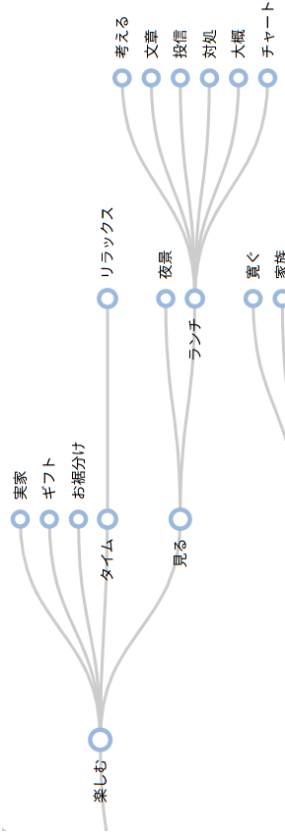 考える
文章
投信
対処
大概
チャート
リラックス
夜景
ランチ
寛ぐ
家族
実家
ギフト
お裾分け
タイム
見る
楽しむ